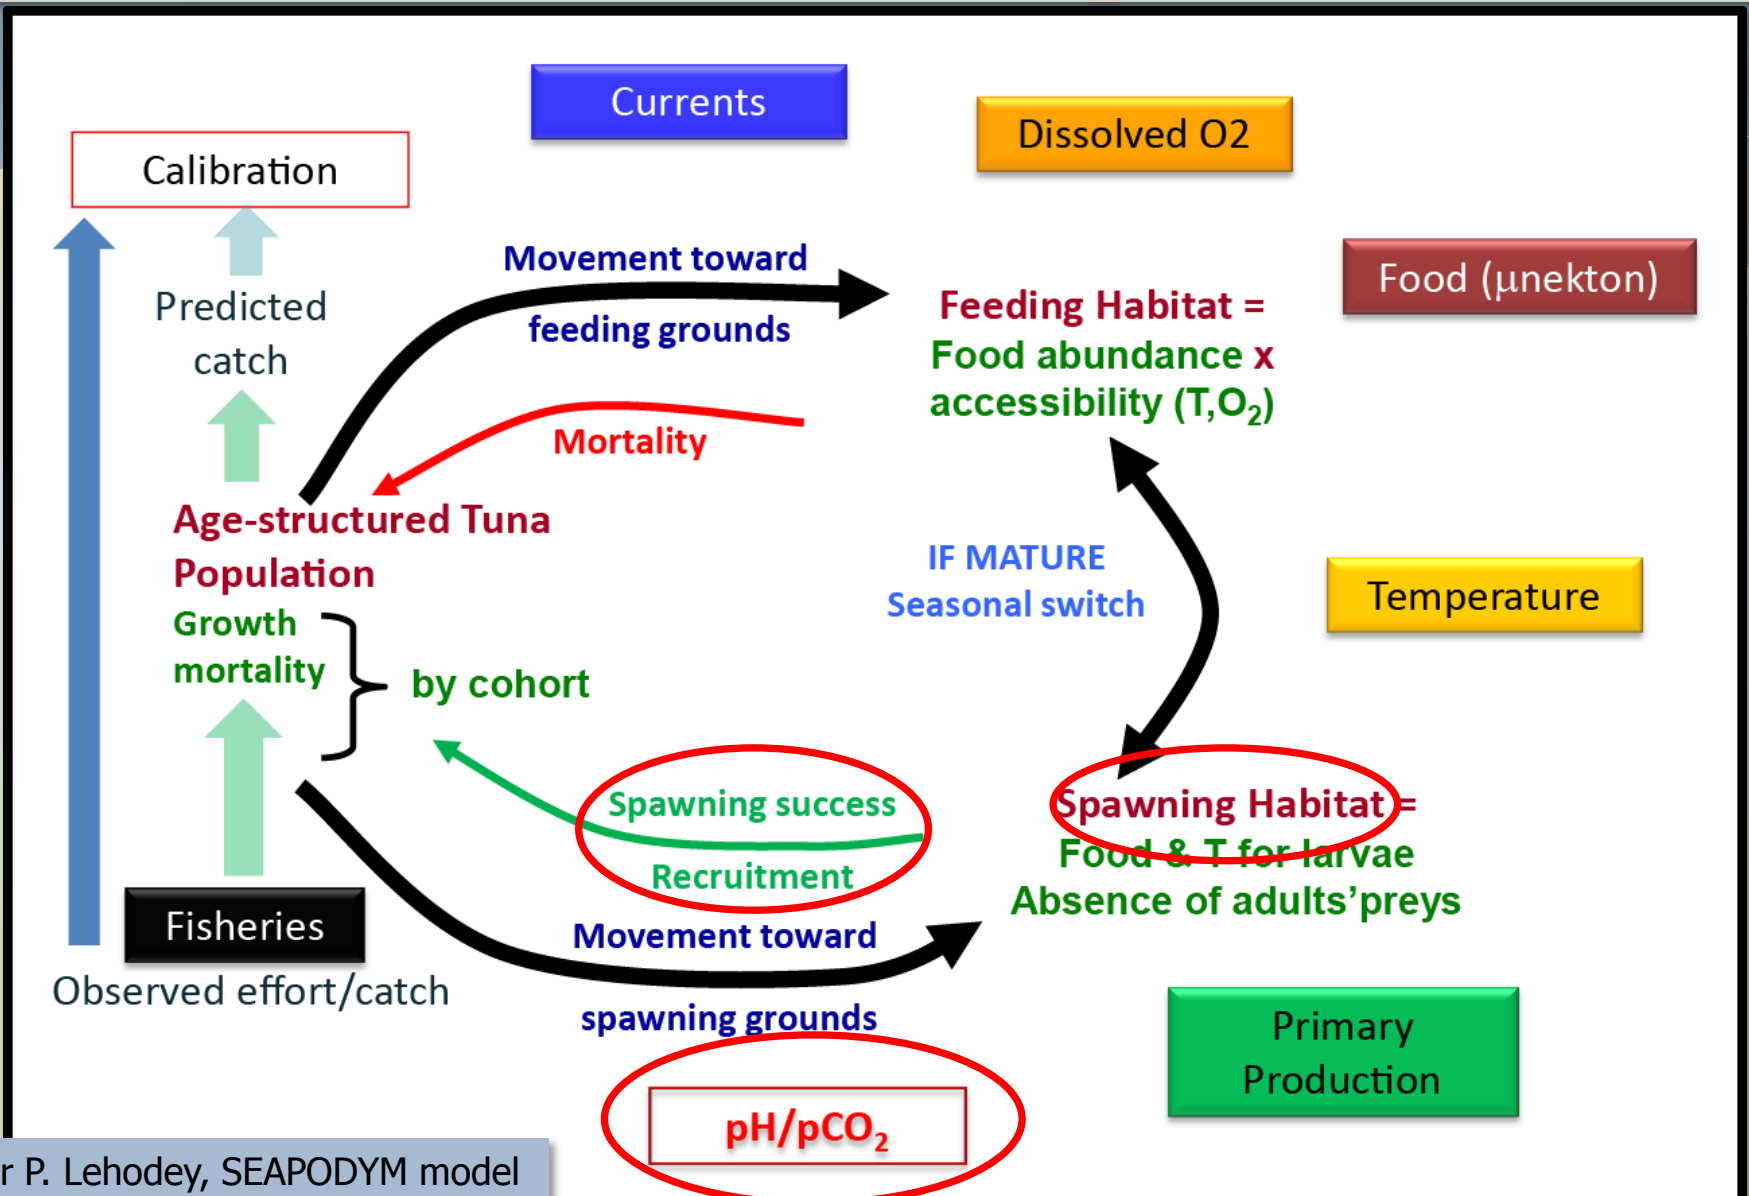 Currents
Dissolved O2
Calibration
Food (μnekton)
Movement toward
feeding grounds
Predicted
catch
Feeding Habitat =
Food abundance x
accessibility (T,O₂)
Mortality
Age-structured Tuna
Population
Growth
mortality
by cohort
IF MATURE
Seasonal switch
Temperature
Spawning success
Recruitment
Spawning Habitat =
Food & T for larvae
Absence of adults'preys
Fisheries
Observed effort/catch
Movement toward
spawning grounds
Primary
Production
pH/pCO₂
r P. Lehodey, SEAPODYM model